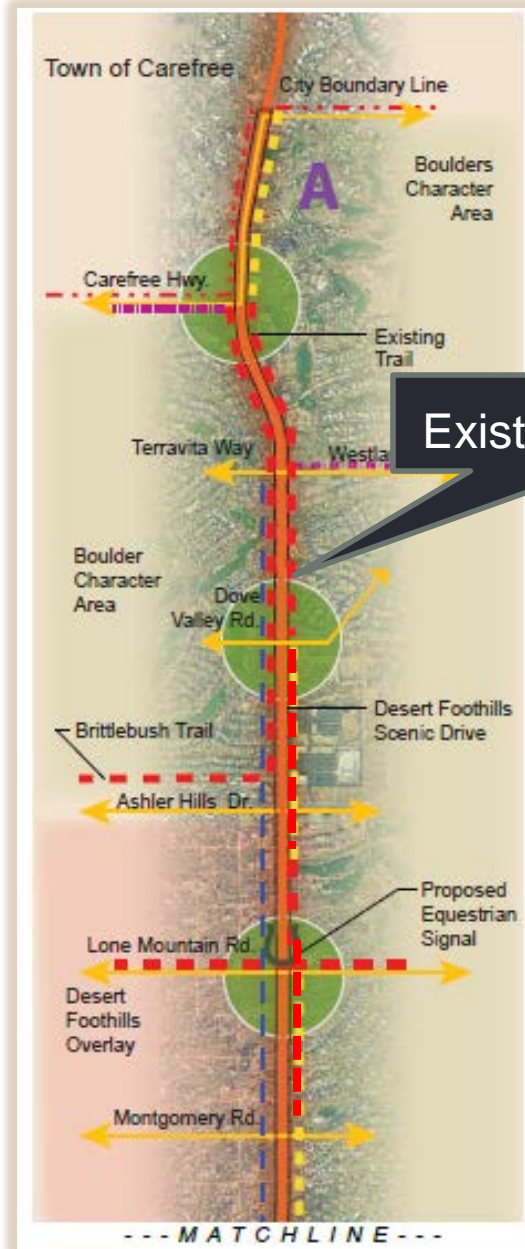 Town of Carefree
City Boundary Line
A
Boulders
Character
Area
Carefree Hwy.
Existing
Trail
Exist
Terravita Way
Boulder
Character
Area
Dove
Valley Rd.
Desert Foothills
Scenic Drive
Brittlebush Trail
Ashler Hills Dr.
Proposed
Equestrian
Signal
Lone Mountain Rd.
Desert
Foothills
Overlay
Montgomery Rd.
---MATCHLINE---